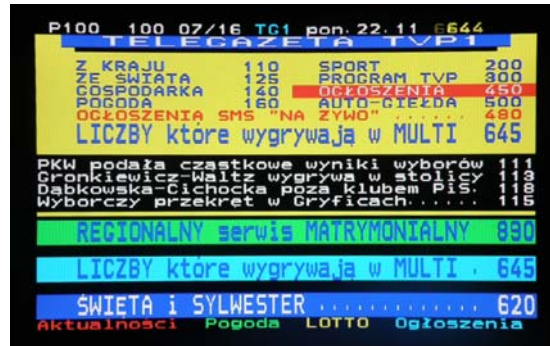 P100 100 07/16 TG1 pon. 22. 11 6644
TELEGAZETA TVP1
Z KRAJU 110 SPORT 200
ZE ŚWIATA 125 PROGRAM TVP 300
GOSPODARKA 140 OGŁOSZENIA 450
POGODA 160 AUTO-GIEŁDA 500
OGŁOSZENIA SMS "NA ŻYWO" ...... 480
LICZBY które wygrywają w MULTI 645
PKW podała cząstkowe wyniki wyborów 111
Gronkiewicz-Waltz wygrywa w stolicy 113
Dąbkowska-Cichocka poza klubem PiS. 118
Wyborczy przekręt w Gryficach...... 115
REGIONALNY serwis MATRYMONIALNY 890
LICZBY które wygrywają w MULTI . 645
ŚWIĘTA i SYLWESTER .............. 620
Aktualności Pogoda LOTTO Ogłoszenia